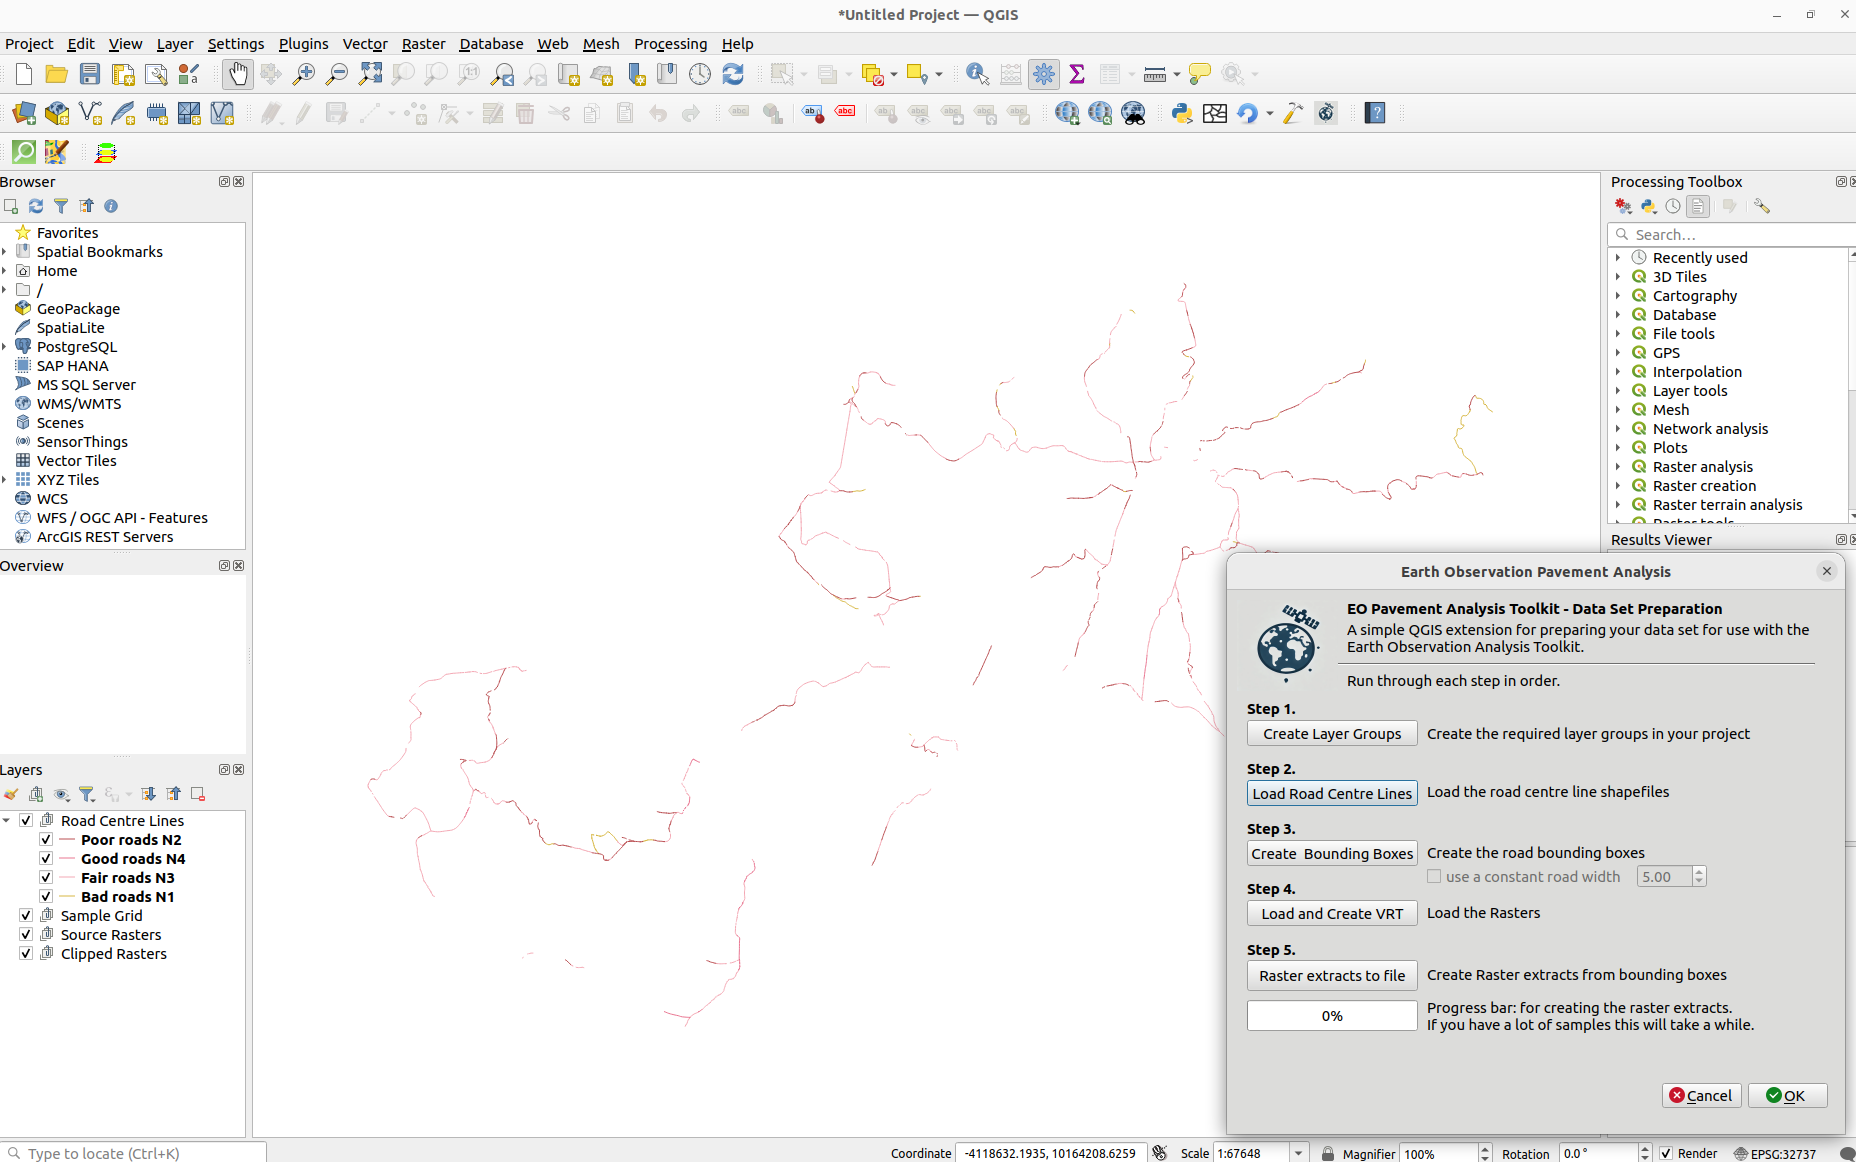 *Untitled Project — QGIS
Project Edit View Layer Settings Plugins Vector Raster Database Web Mesh Processing Help
Browser
Favorites
Spatial Bookmarks
Home
/
GeoPackage
SpatiaLite
PostgreSQL
SAP HANA
MS SQL Server
WMS/WMTS
Scenes
SensorThings
Vector Tiles
XYZ Tiles
WCS
WFS / OGC API - Features
ArcGIS REST Servers
Overview
Layers
Road Centre Lines
Poor roads N2
Good roads N4
Fair roads N3
Bad roads N1
Sample Grid
Source Rasters
Clipped Rasters
Processing Toolbox
Search...
Recently used
3D Tiles
Cartography
Database
File tools
GPS
Interpolation
Layer tools
Mesh
Network analysis
Plots
Raster analysis
Raster creation
Raster terrain analysis
Raster tools
Results Viewer
Earth Observation Pavement Analysis
EO Pavement Analysis Toolkit - Data Set Preparation
A simple QGIS extension for preparing your data set for use with the
Earth Observation Analysis Toolkit.
Run through each step in order.
Step 1.
Create Layer Groups Create the required layer groups in your project
Step 2.
Load Road Centre Lines Load the road centre line shapefiles
Step 3.
Create Bounding Boxes Create the road bounding boxes
use a constant road width 5.00
Step 4.
Load and Create VRT Load the Rasters
Step 5.
Raster extracts to file Create Raster extracts from bounding boxes
0% Progress bar: for creating the raster extracts.
If you have a lot of samples this will take a while.
Cancel OK
Type to locate (Ctrl+K) Coordinate -4118632.1935, 10164208.6259 Scale 1:67648 Magnifier 100% Rotation 0.0 ° Render EPSG:32737